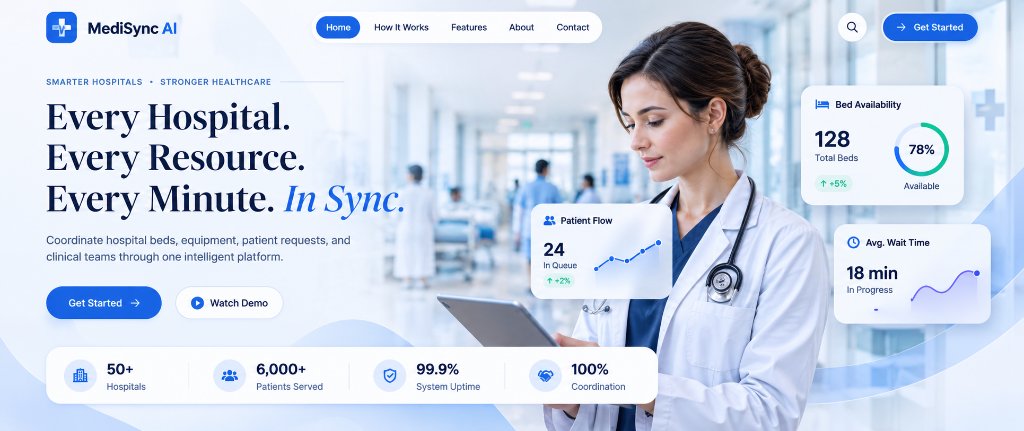 MediSync AI
Home
How It Works
Features
About
Contact
Get Started
SMARTER HOSPITALS • STRONGER HEALTHCARE
Every Hospital.
Every Resource.
Every Minute. In Sync.
Coordinate hospital beds, equipment, patient requests, and
clinical teams through one intelligent platform.
Get Started
Watch Demo
Bed Availability
128
Total Beds
↑ +5%
78%
Available
Patient Flow
24
In Queue
↑ +2%
Avg. Wait Time
18 min
In Progress
50+
Hospitals
6,000+
Patients Served
99.9%
System Uptime
100%
Coordination